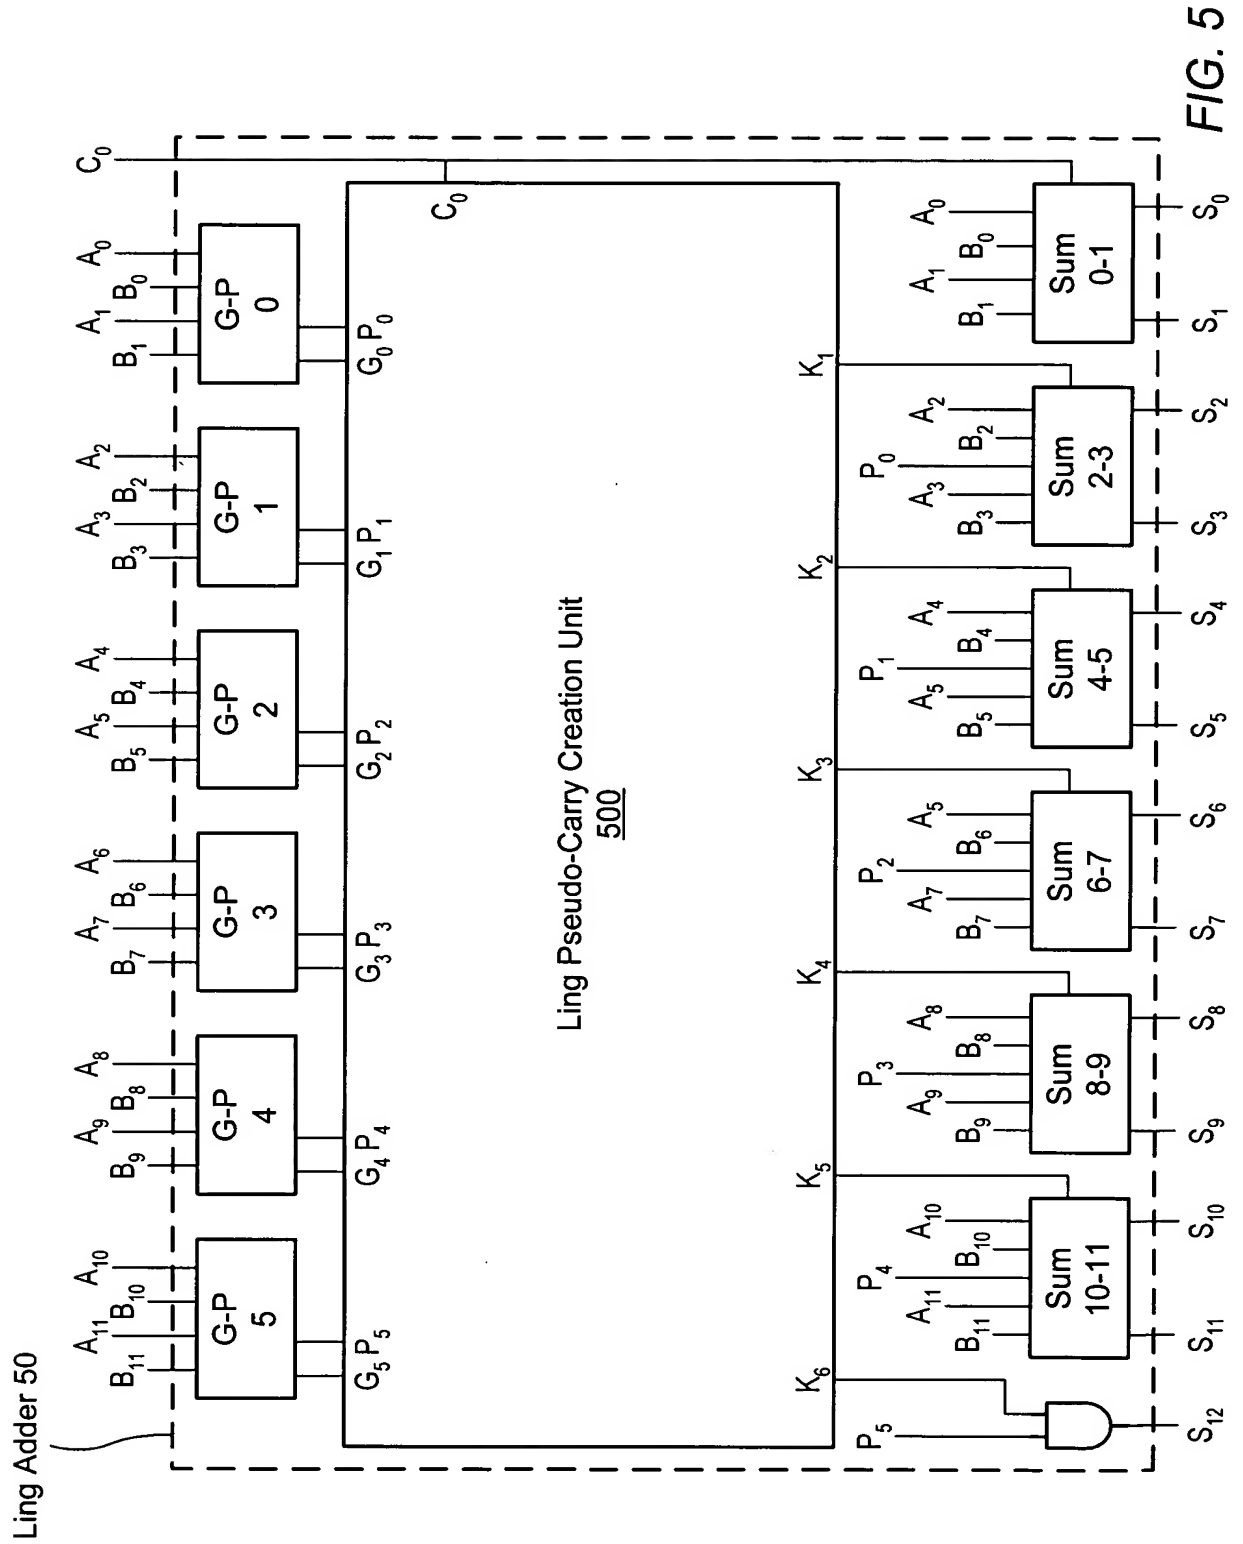 Ling Adder 50
A₁₁ A₁₀ A₉ A₈ A₇ A₆ A₅ A₄ A₃ A₂ A₁ A₀ C₀
B₁₁ B₁₀ B₉ B₈ B₇ B₆ B₅ B₄ B₃ B₂ B₁ B₀
G-P G-P G-P G-P G-P G-P
5 4 3 2 1 0
G₅ P₅ G₄ P₄ G₃ P₃ G₂ P₂ G₁ P₁ G₀ P₀
C₀
Ling Pseudo-Carry Creation Unit
500
K₆ K₅ K₄ K₃ K₂ K₁
P₅ P₄ P₃ P₂ P₁ P₀
A₁₁ A₁₀ A₉ A₈ A₇ A₅ A₅ A₄ A₃ A₂ A₁ A₀
B₁₁ B₁₀ B₉ B₈ B₇ B₆ B₅ B₄ B₃ B₂ B₁ B₀
Sum Sum Sum Sum Sum Sum
10-11 8-9 6-7 4-5 2-3 0-1
S₁₂ S₁₁ S₁₀ S₉ S₈ S₇ S₆ S₅ S₄ S₃ S₂ S₁ S₀
FIG. 5